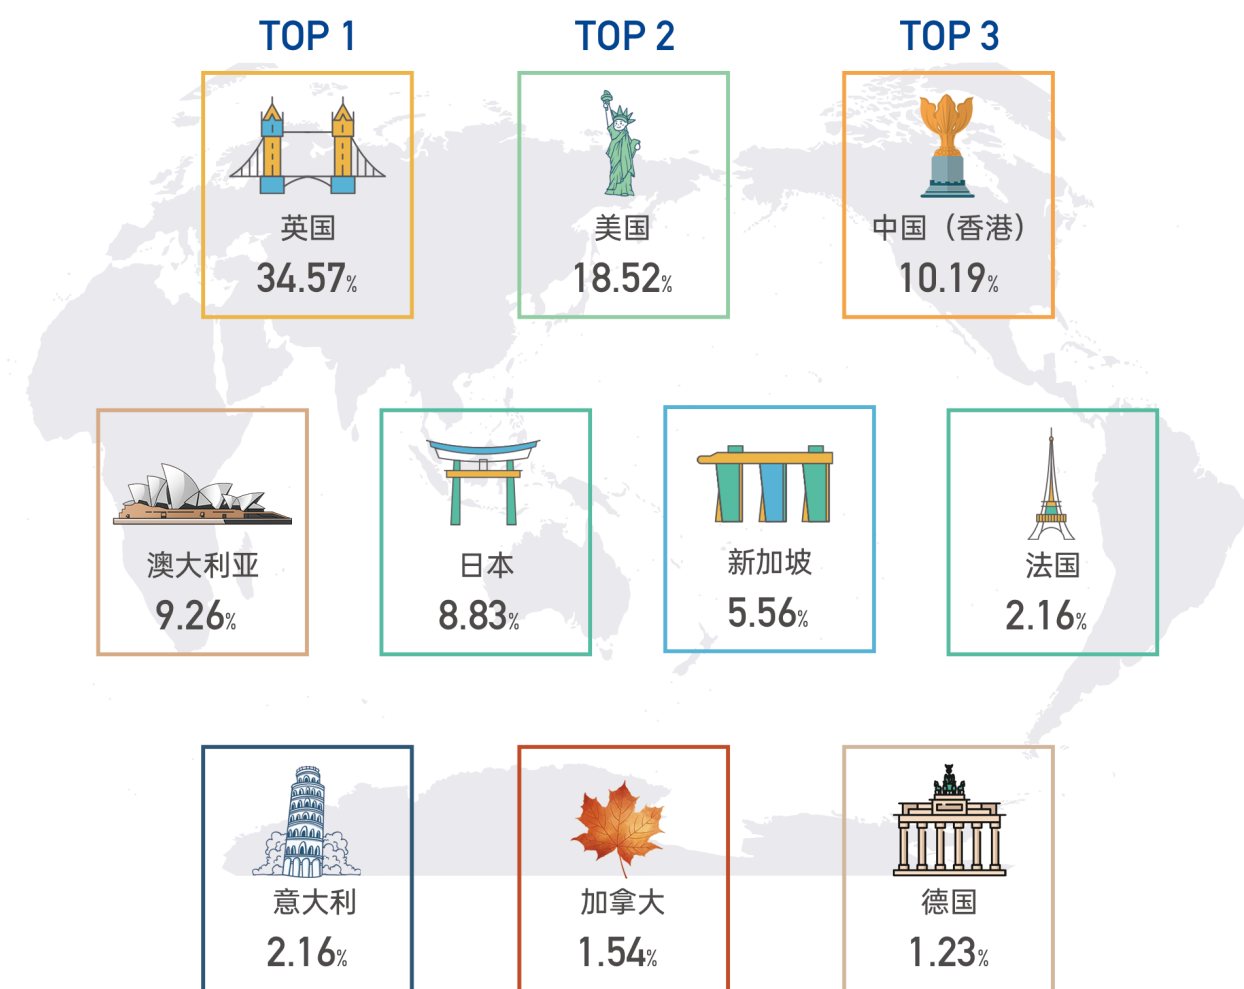 TOP 1
TOP 2
TOP 3
英国
34.57%
美国
18.52%
中国（香港）
10.19%
澳大利亚
9.26%
日本
8.83%
新加坡
5.56%
法国
2.16%
意大利
2.16%
加拿大
1.54%
德国
1.23%